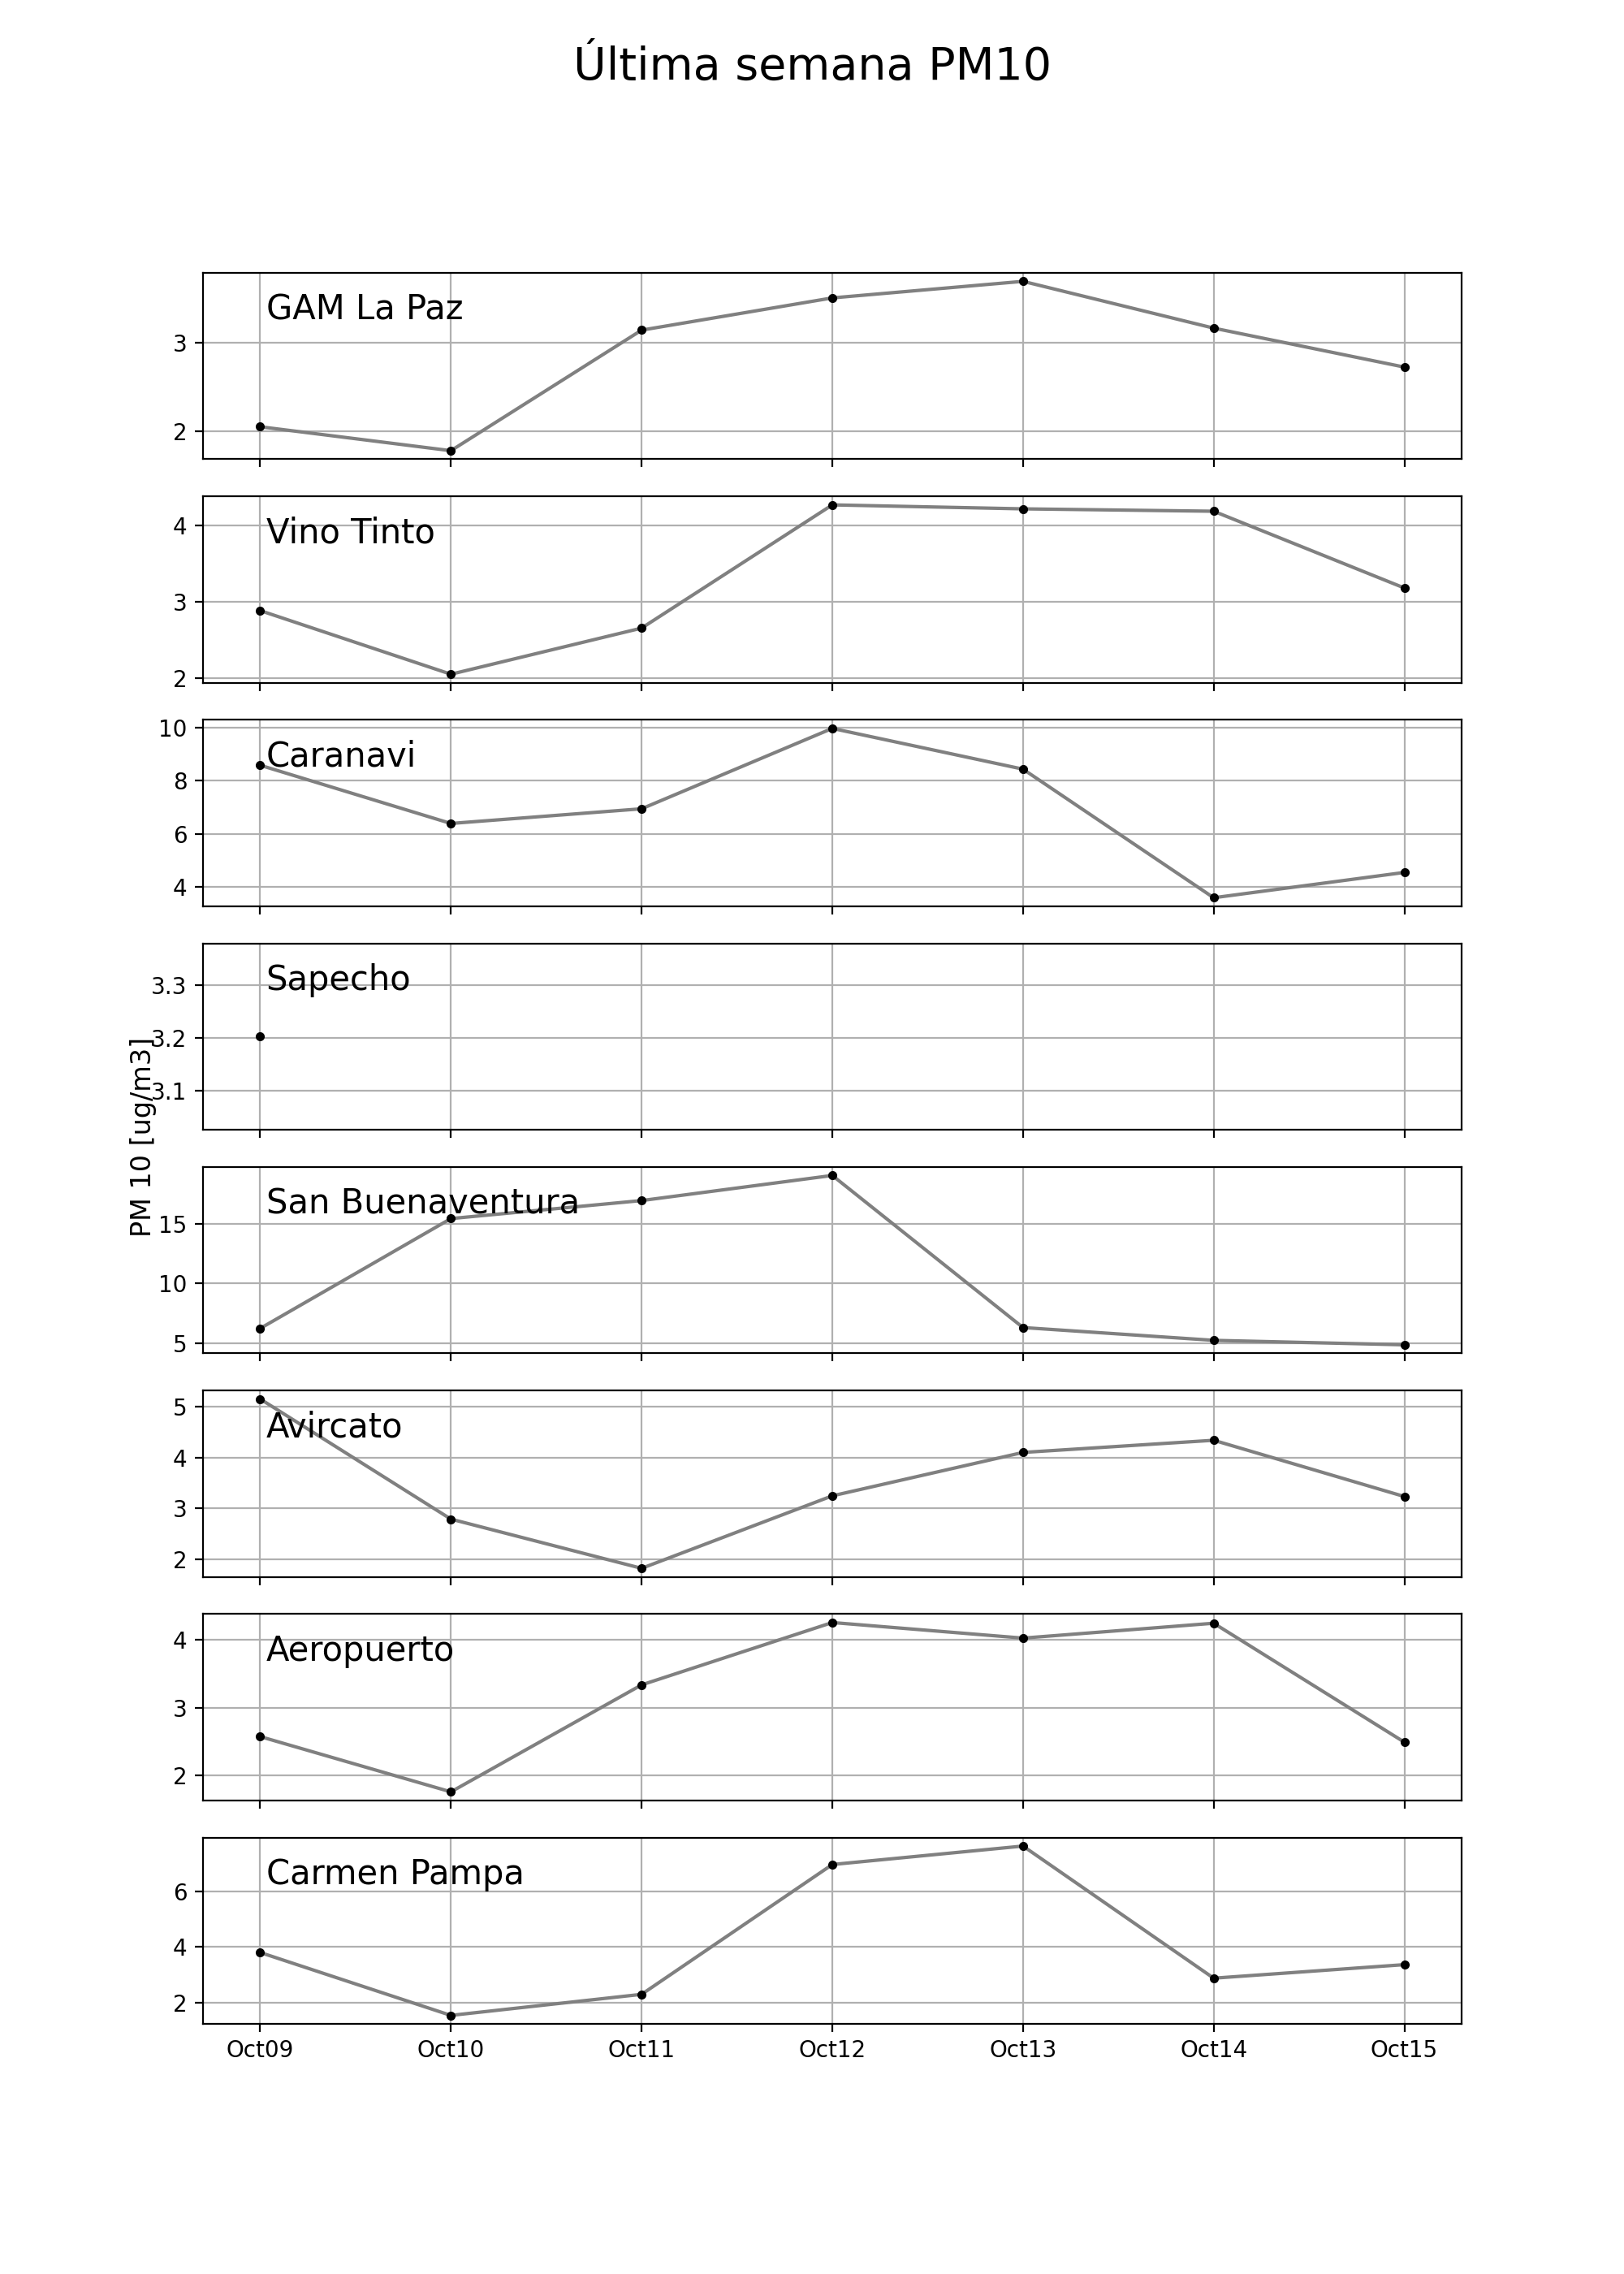 Última semana PM10
GAM La Paz
3
2
Vino Tinto
4
3
2
Caranavi
10
8
6
4
Sapecho
3.3
3.2
3.1
PM 10 [ug/m3]
San Buenaventura
15
10
5
Avircato
5
4
3
2
Aeropuerto
4
3
2
Carmen Pampa
6
4
2
Oct09 Oct10 Oct11 Oct12 Oct13 Oct14 Oct15